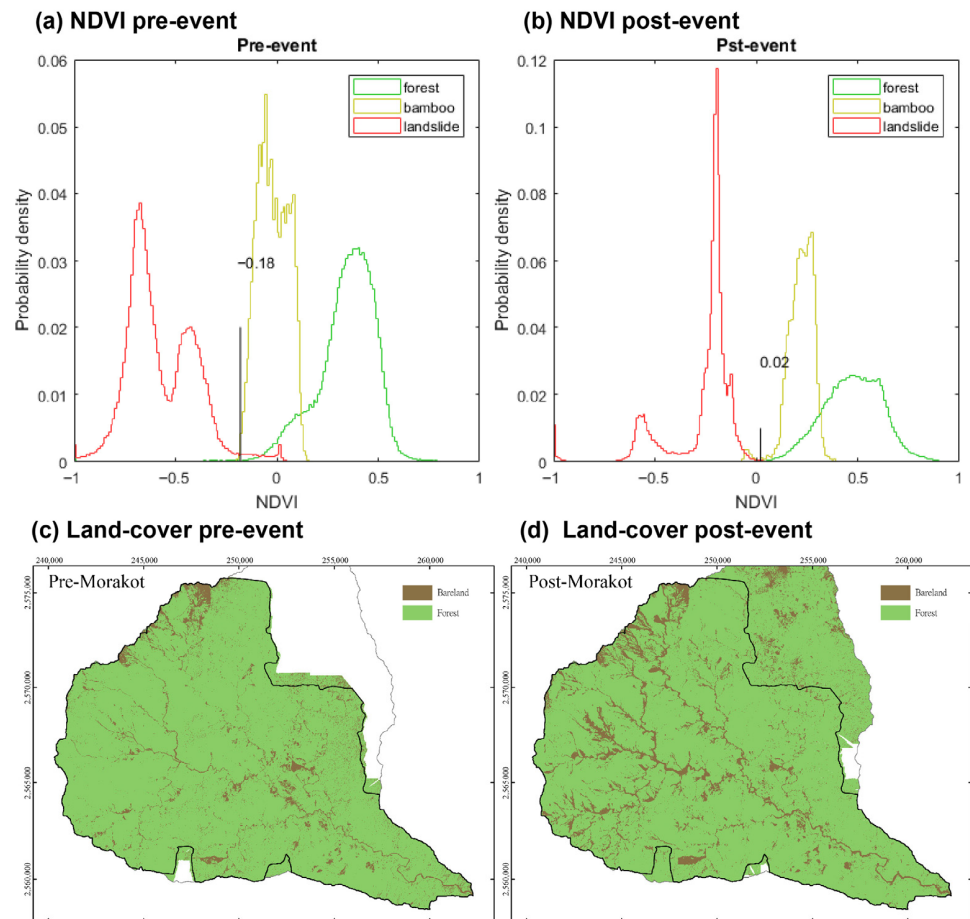 (a) NDVI pre-event
Pre-event
0.06
0.05
0.04
0.03
0.02
0.01
0
Probability density
forest
bamboo
landslide
−0.18
−1
−0.5
0
0.5
1
NDVI
(b) NDVI post-event
Pst-event
0.12
0.1
0.08
0.06
0.04
0.02
0
Probability density
forest
bamboo
landslide
0.02
−1
−0.5
0
0.5
1
NDVI
(c) Land-cover pre-event
240,000
245,000
250,000
255,000
260,000
Pre-Morakot
Bareland
Forest
2,575,000
2,570,000
2,565,000
2,560,000
(d) Land-cover post-event
240,000
245,000
250,000
255,000
260,000
Post-Morakot
Bareland
Forest
2,575,000
2,570,000
2,565,000
2,560,000